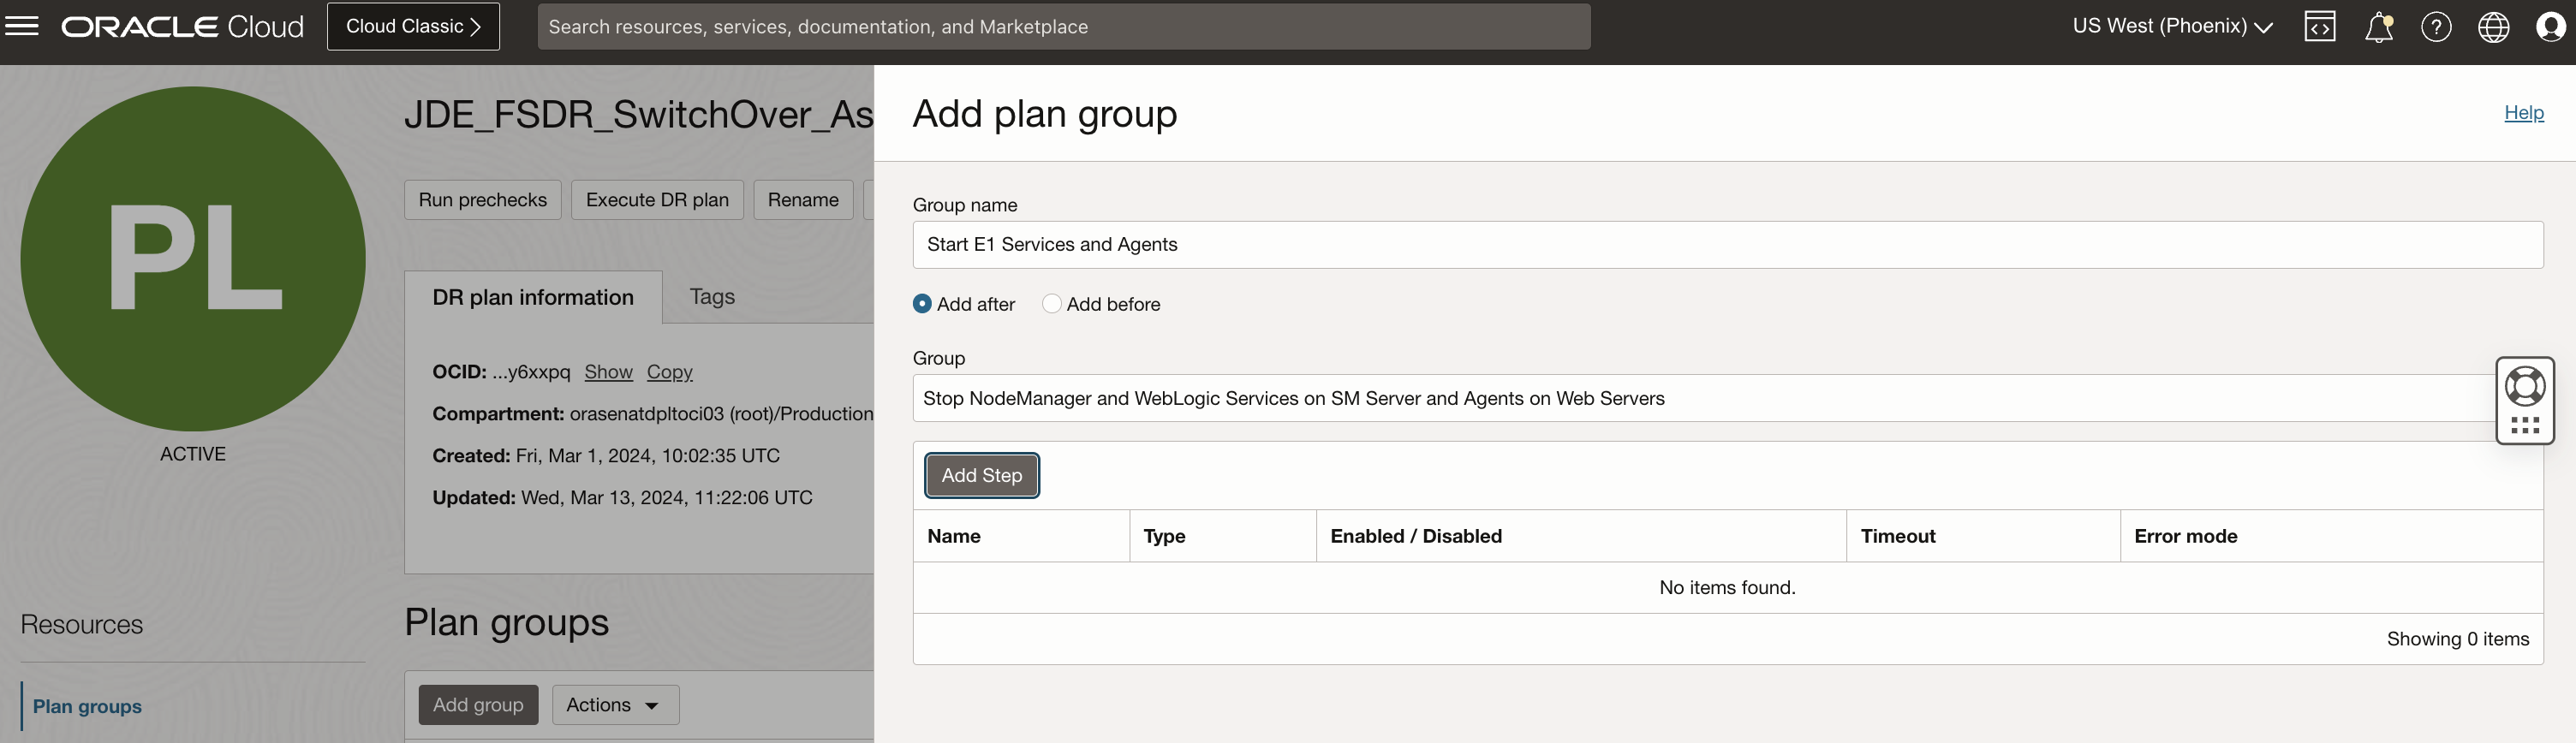 ORACLE Cloud
Cloud Classic
Search resources, services, documentation, and Marketplace
US West (Phoenix)
PL
ACTIVE
Resources
Plan groups
JDE_FSDR_SwitchOver_As
Run prechecks
Execute DR plan
Rename
DR plan information
Tags
OCID: ...y6xxpq Show Copy
Compartment: orasenatdpltoci03 (root)/Production
Created: Fri, Mar 1, 2024, 10:02:35 UTC
Updated: Wed, Mar 13, 2024, 11:22:06 UTC
Plan groups
Add group
Actions
Add plan group
Help
Group name
Start E1 Services and Agents
Add after
Add before
Group
Stop NodeManager and WebLogic Services on SM Server and Agents on Web Servers
Add Step
Name Type Enabled / Disabled Timeout Error mode
No items found.
Showing 0 items